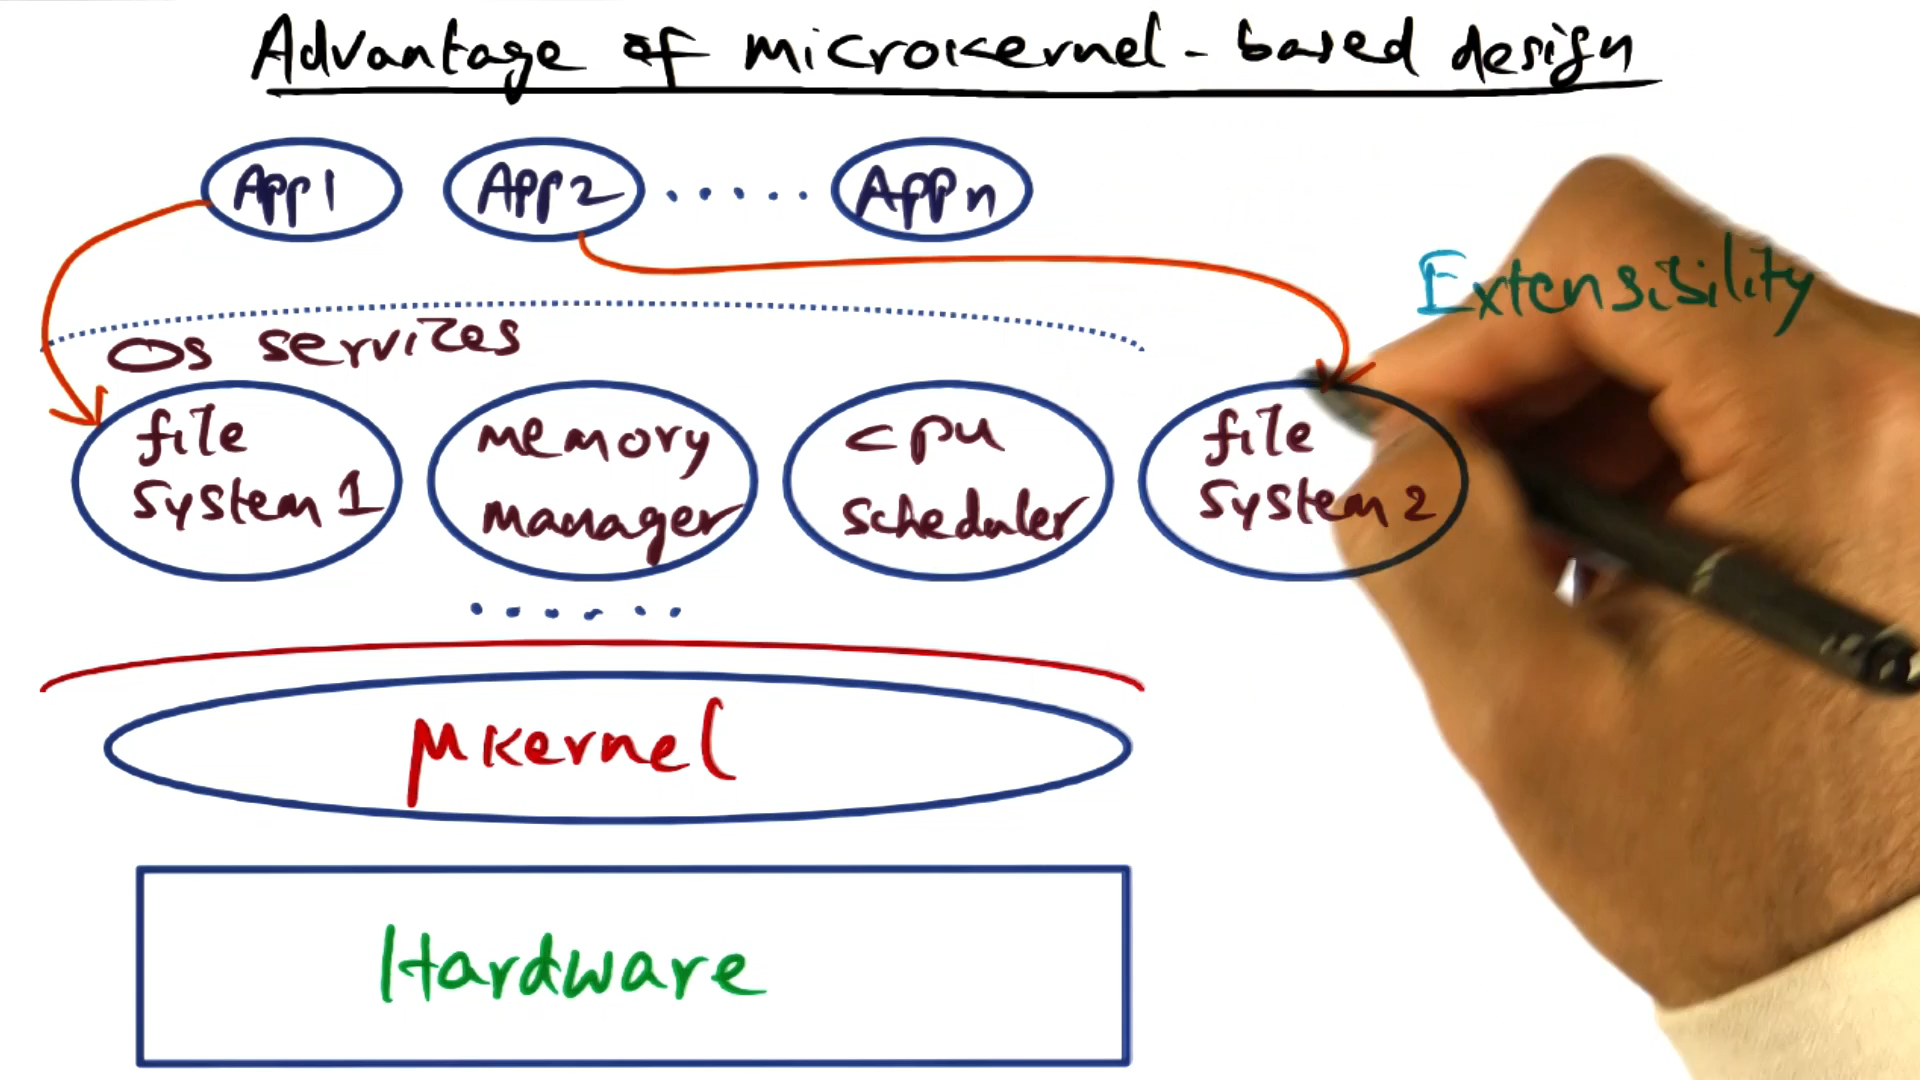 Advantage of microkernel-based design
App1 App2 ..... App n
Extensibility
OS services
file system 1
memory manager
cpu scheduler
file system 2
......
μkernel
Hardware